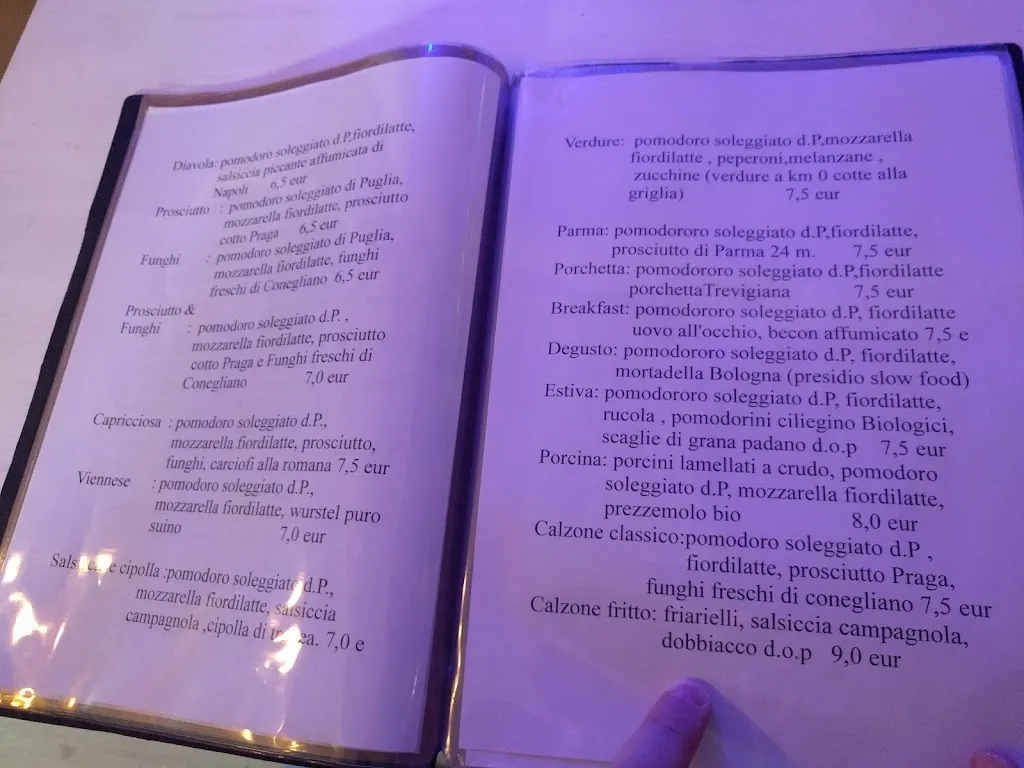 Diavola: pomodoro soleggiato d.P,fiordilatte,
salsiccia piccante affumicata di
Napoli 6,5 eur
Prosciutto : pomodoro soleggiato di Puglia,
mozzarella fiordilatte, prosciutto
cotto Praga 6,5 eur
Funghi : pomodoro soleggiato di Puglia,
mozzarella fiordilatte, funghi
freschi di Conegliano 6,5 eur
Prosciutto &
Funghi : pomodoro soleggiato d.P. ,
mozzarella fiordilatte, prosciutto
cotto Praga e Funghi freschi di
Conegliano 7,0 eur
Capricciosa : pomodoro soleggiato d.P.,
mozzarella fiordilatte, prosciutto,
funghi, carciofi alla romana 7,5 eur
Viennese : pomodoro soleggiato d.P.,
mozzarella fiordilatte, wurstel puro
suino 7,0 eur
cipolla :pomodoro soleggiato d.P.,
mozzarella fiordilatte, salsiccia
campagnola ,cipolla di 7,0 e
Verdure: pomodoro soleggiato d.P,mozzarella
fiordilatte , peperoni,melanzane ,
zucchine (verdure a km 0 cotte alla
griglia) 7,5 eur
Parma: pomodororo soleggiato d.P,fiordilatte,
prosciutto di Parma 24 m. 7,5 eur
Porchetta: pomodororo soleggiato d.P,fiordilatte
porchettaTrevigiana 7,5 eur
Breakfast: pomodororo soleggiato d.P, fiordilatte
uovo all'occhio, becon affumicato 7,5 e
Degusto: pomodororo soleggiato d.P, fiordilatte,
mortadella Bologna (presidio slow food)
Estiva: pomodororo soleggiato d.P, fiordilatte,
rucola , pomodorini ciliegino Biologici,
scaglie di grana padano d.o.p 7,5 eur
Porcina: porcini lamellati a crudo, pomodoro
soleggiato d.P, mozzarella fiordilatte,
prezzemolo bio 8,0 eur
Calzone classico:pomodoro soleggiato d.P ,
fiordilatte, prosciutto Praga,
funghi freschi di conegliano 7,5 eur
Calzone fritto: friarielli, salsiccia campagnola,
dobbiacco d.o.p 9,0 eur